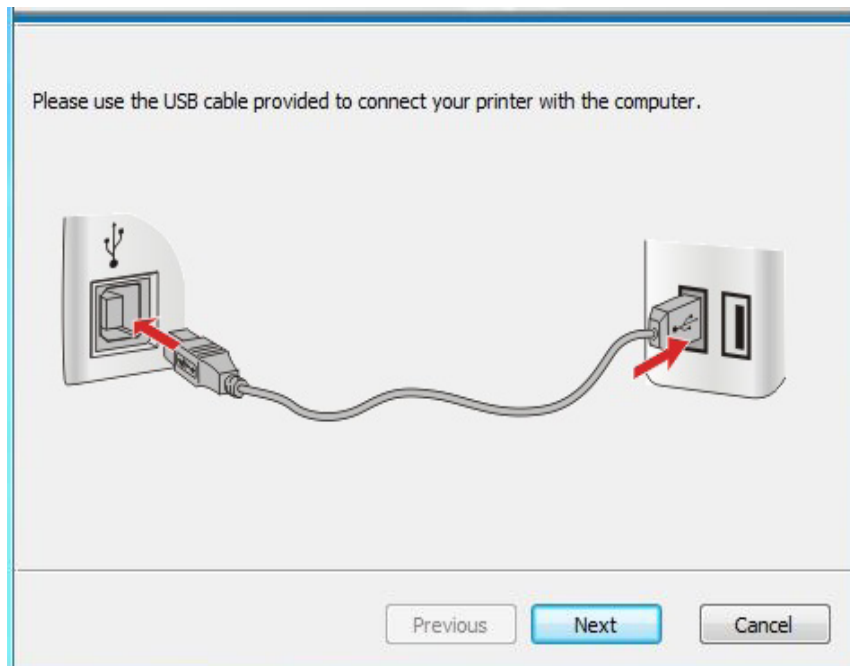 Please use the USB cable provided to connect your printer with the computer.
Previous
Next
Cancel